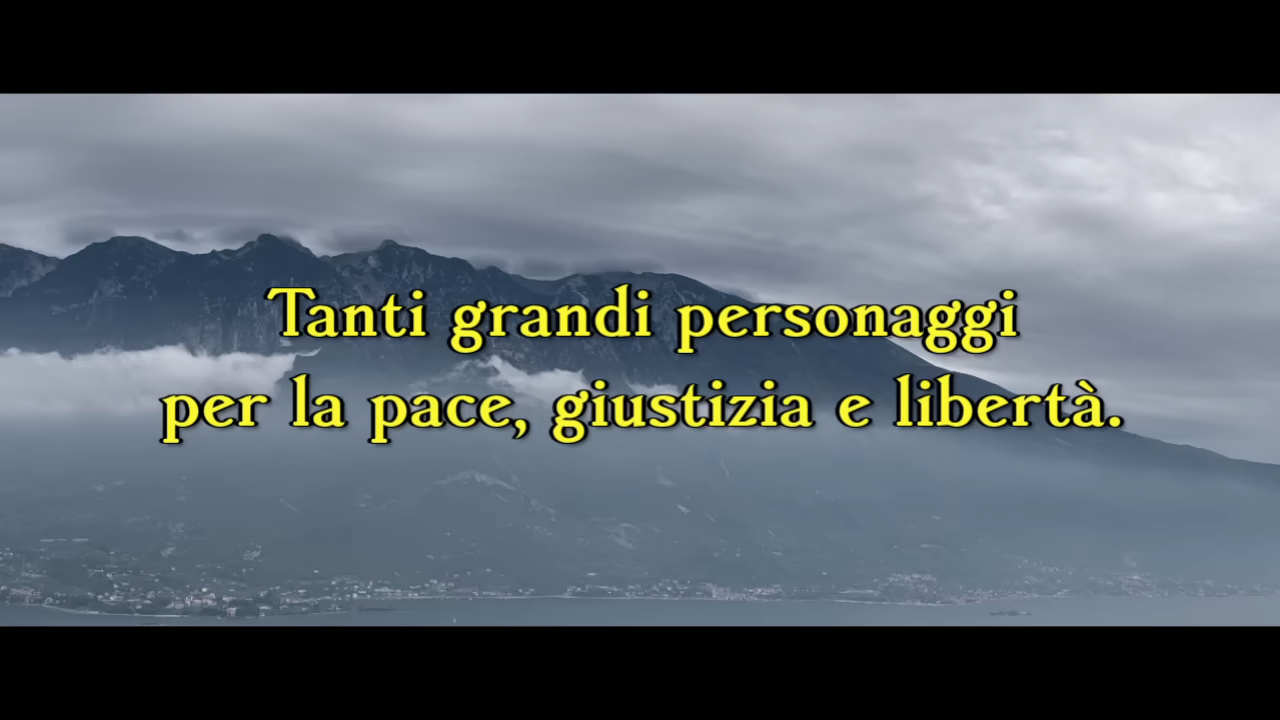 Tanti grandi personaggi
per la pace, giustizia e libertà.